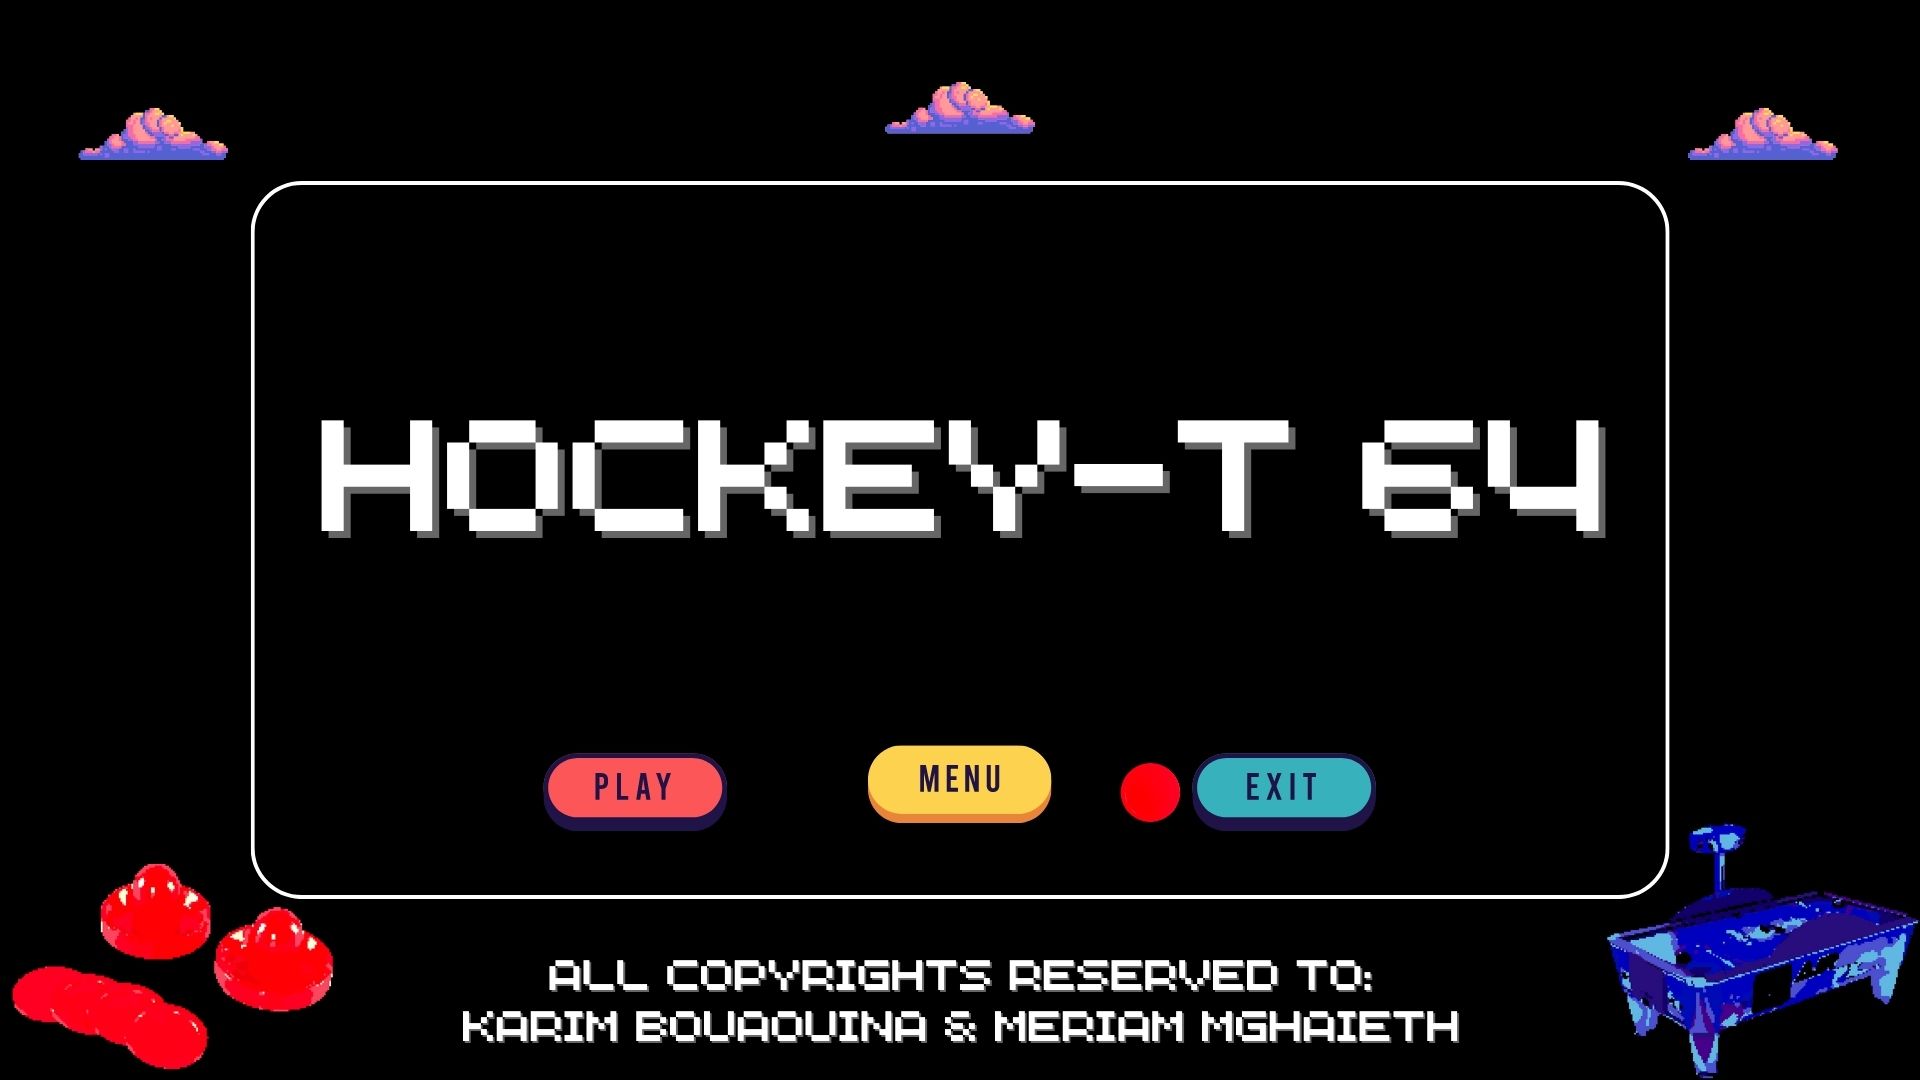 HOCKEY-T 64
PLAY
MENU
EXIT
ALL COPYRIGHTS RESERVED TO:
KARIM BOUAOUINA & MERIAM MGHAIETH